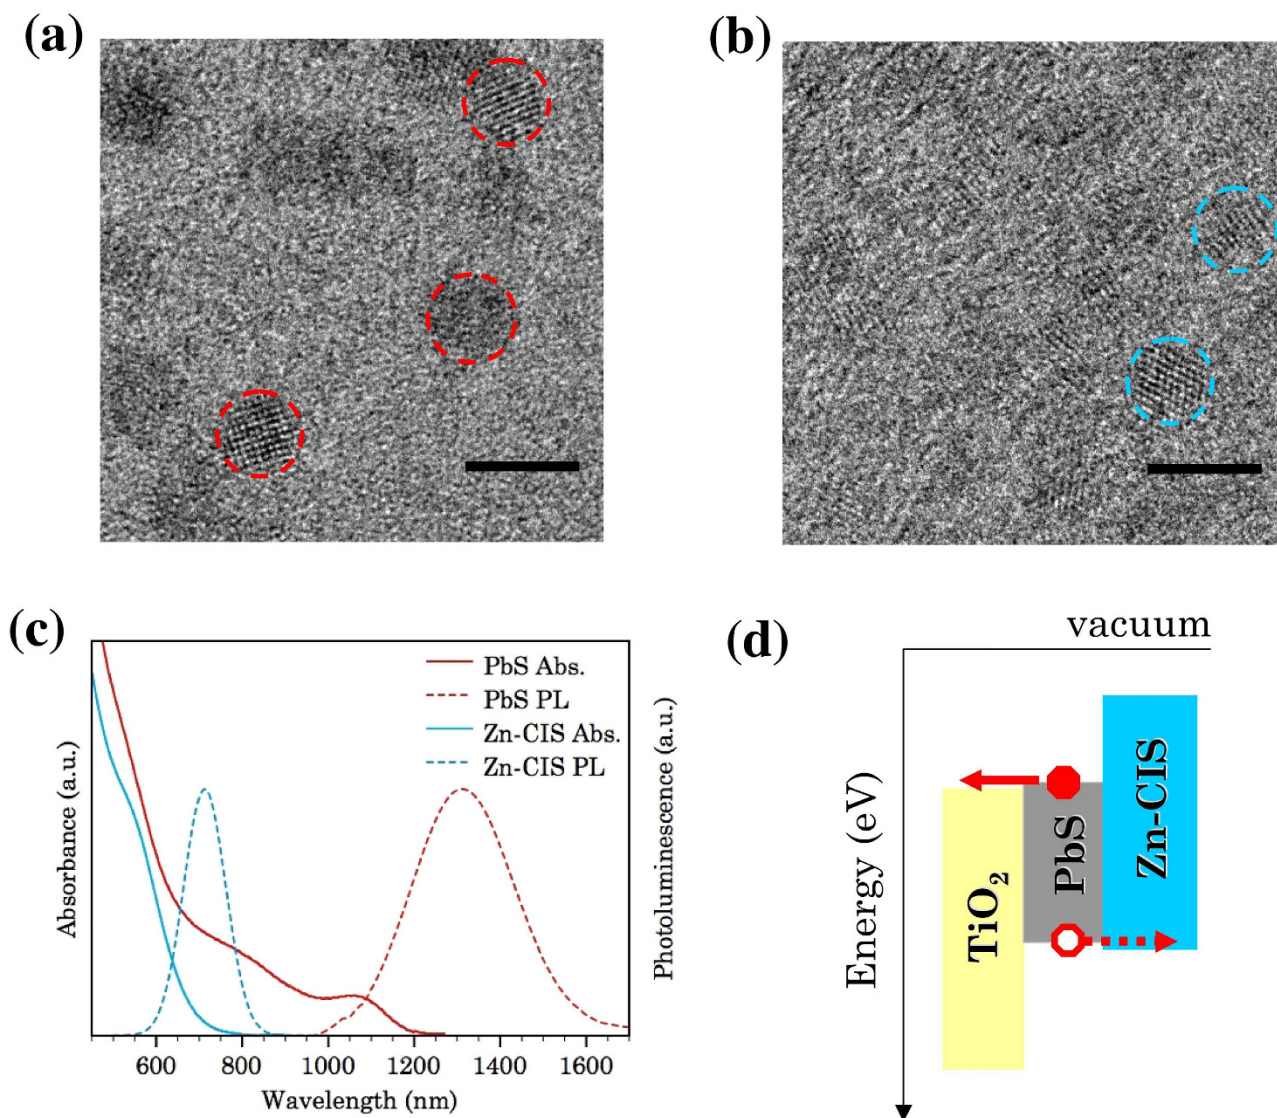 (a)
(b)
(c)
PbS Abs.
PbS PL
Zn-CIS Abs.
Zn-CIS PL
Absorbance (a.u.)
Photoluminescence (a.u.)
600 800 1000 1200 1400 1600
Wavelength (nm)
(d)
vacuum
Energy (eV)
TiO₂
PbS
Zn-CIS